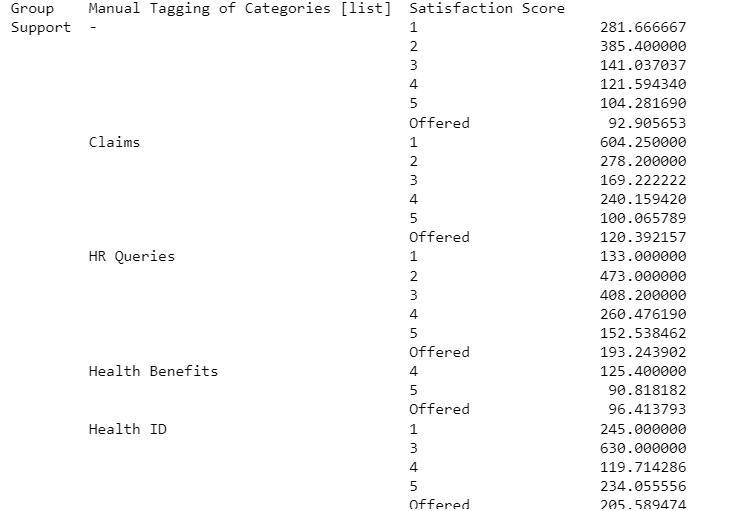 Group Manual Tagging of Categories [list] Satisfaction Score
Support - 1 281.666667
2 385.400000
3 141.037037
4 121.594340
5 104.281690
Offered 92.905653
Claims 1 604.250000
2 278.200000
3 169.222222
4 240.159420
5 100.065789
Offered 120.392157
HR Queries 1 133.000000
2 473.000000
3 408.200000
4 260.476190
5 152.538462
Offered 193.243902
Health Benefits 4 125.400000
5 90.818182
Offered 96.413793
Health ID 1 245.000000
3 630.000000
4 119.714286
5 234.055556
Offered 205.589474